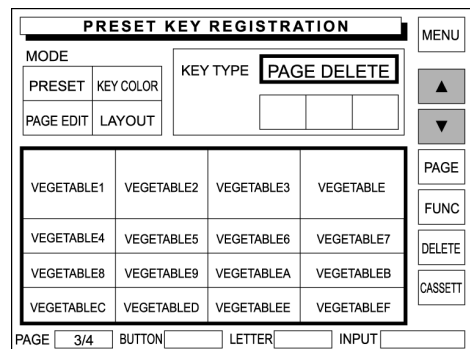 PRESET KEY REGISTRATION
MENU
MODE
PRESET KEY COLOR
PAGE EDIT LAYOUT
KEY TYPE PAGE DELETE
▲
▼
VEGETABLE1 VEGETABLE2 VEGETABLE3 VEGETABLE
VEGETABLE4 VEGETABLE5 VEGETABLE6 VEGETABLE7
VEGETABLE8 VEGETABLE9 VEGETABLEA VEGETABLEB
VEGETABLEC VEGETABLED VEGETABLEE VEGETABLEF
PAGE
FUNC
DELETE
CASSETT
PAGE 3/4 BUTTON LETTER INPUT